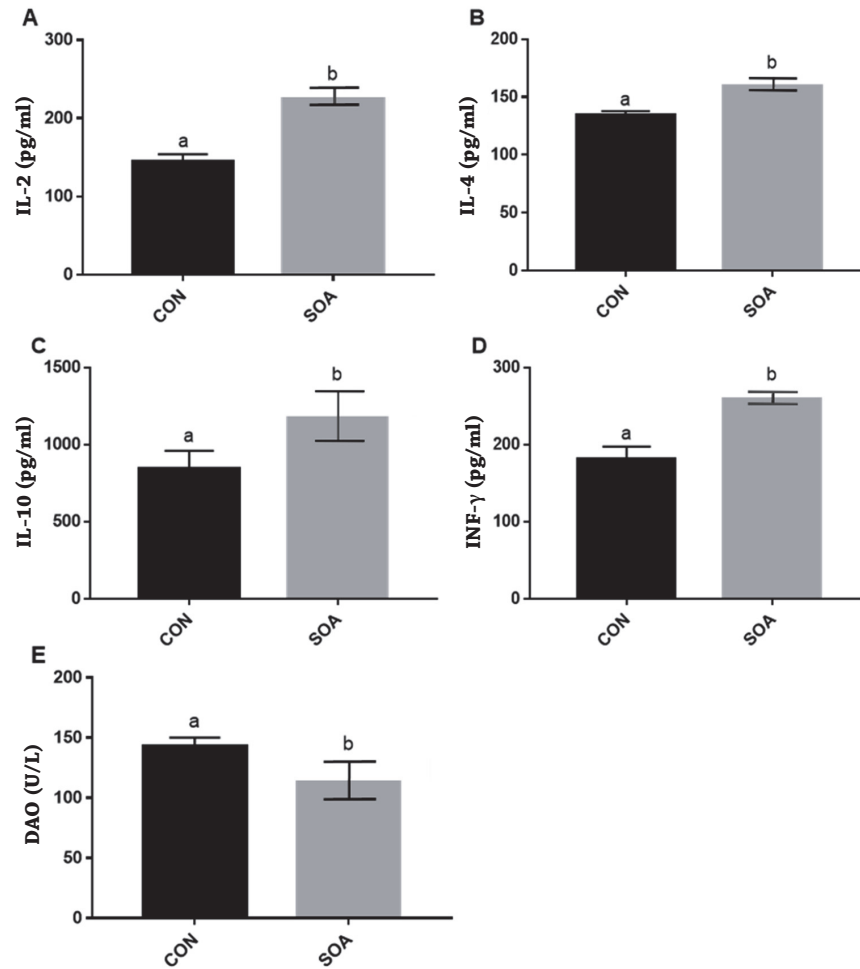 A
IL-2 (pg/ml)
300
200
100
0
a
b
CON
SOA
B
IL-4 (pg/ml)
200
150
100
50
0
a
b
CON
SOA
C
IL-10 (pg/ml)
1500
1000
500
0
a
b
CON
SOA
D
INF-γ (pg/ml)
300
200
100
0
a
b
CON
SOA
E
DAO (U/L)
200
150
100
50
0
a
b
CON
SOA